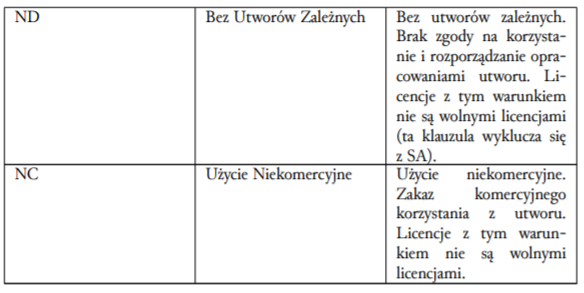 ND
Bez Utworów Zależnych
Bez utworów zależnych.
Brak zgody na korzysta-
nie i rozporządzanie opra-
cowaniami utworu. Li-
cencje z tym warunkiem
nie są wolnymi licencjami
(ta klauzula wyklucza się
z SA).
NC
Użycie Niekomercyjne
Użycie niekomercyjne.
Zakaz komercyjnego
korzystania z utworu.
Licencje z tym warun-
kiem nie są wolnymi
licencjami.